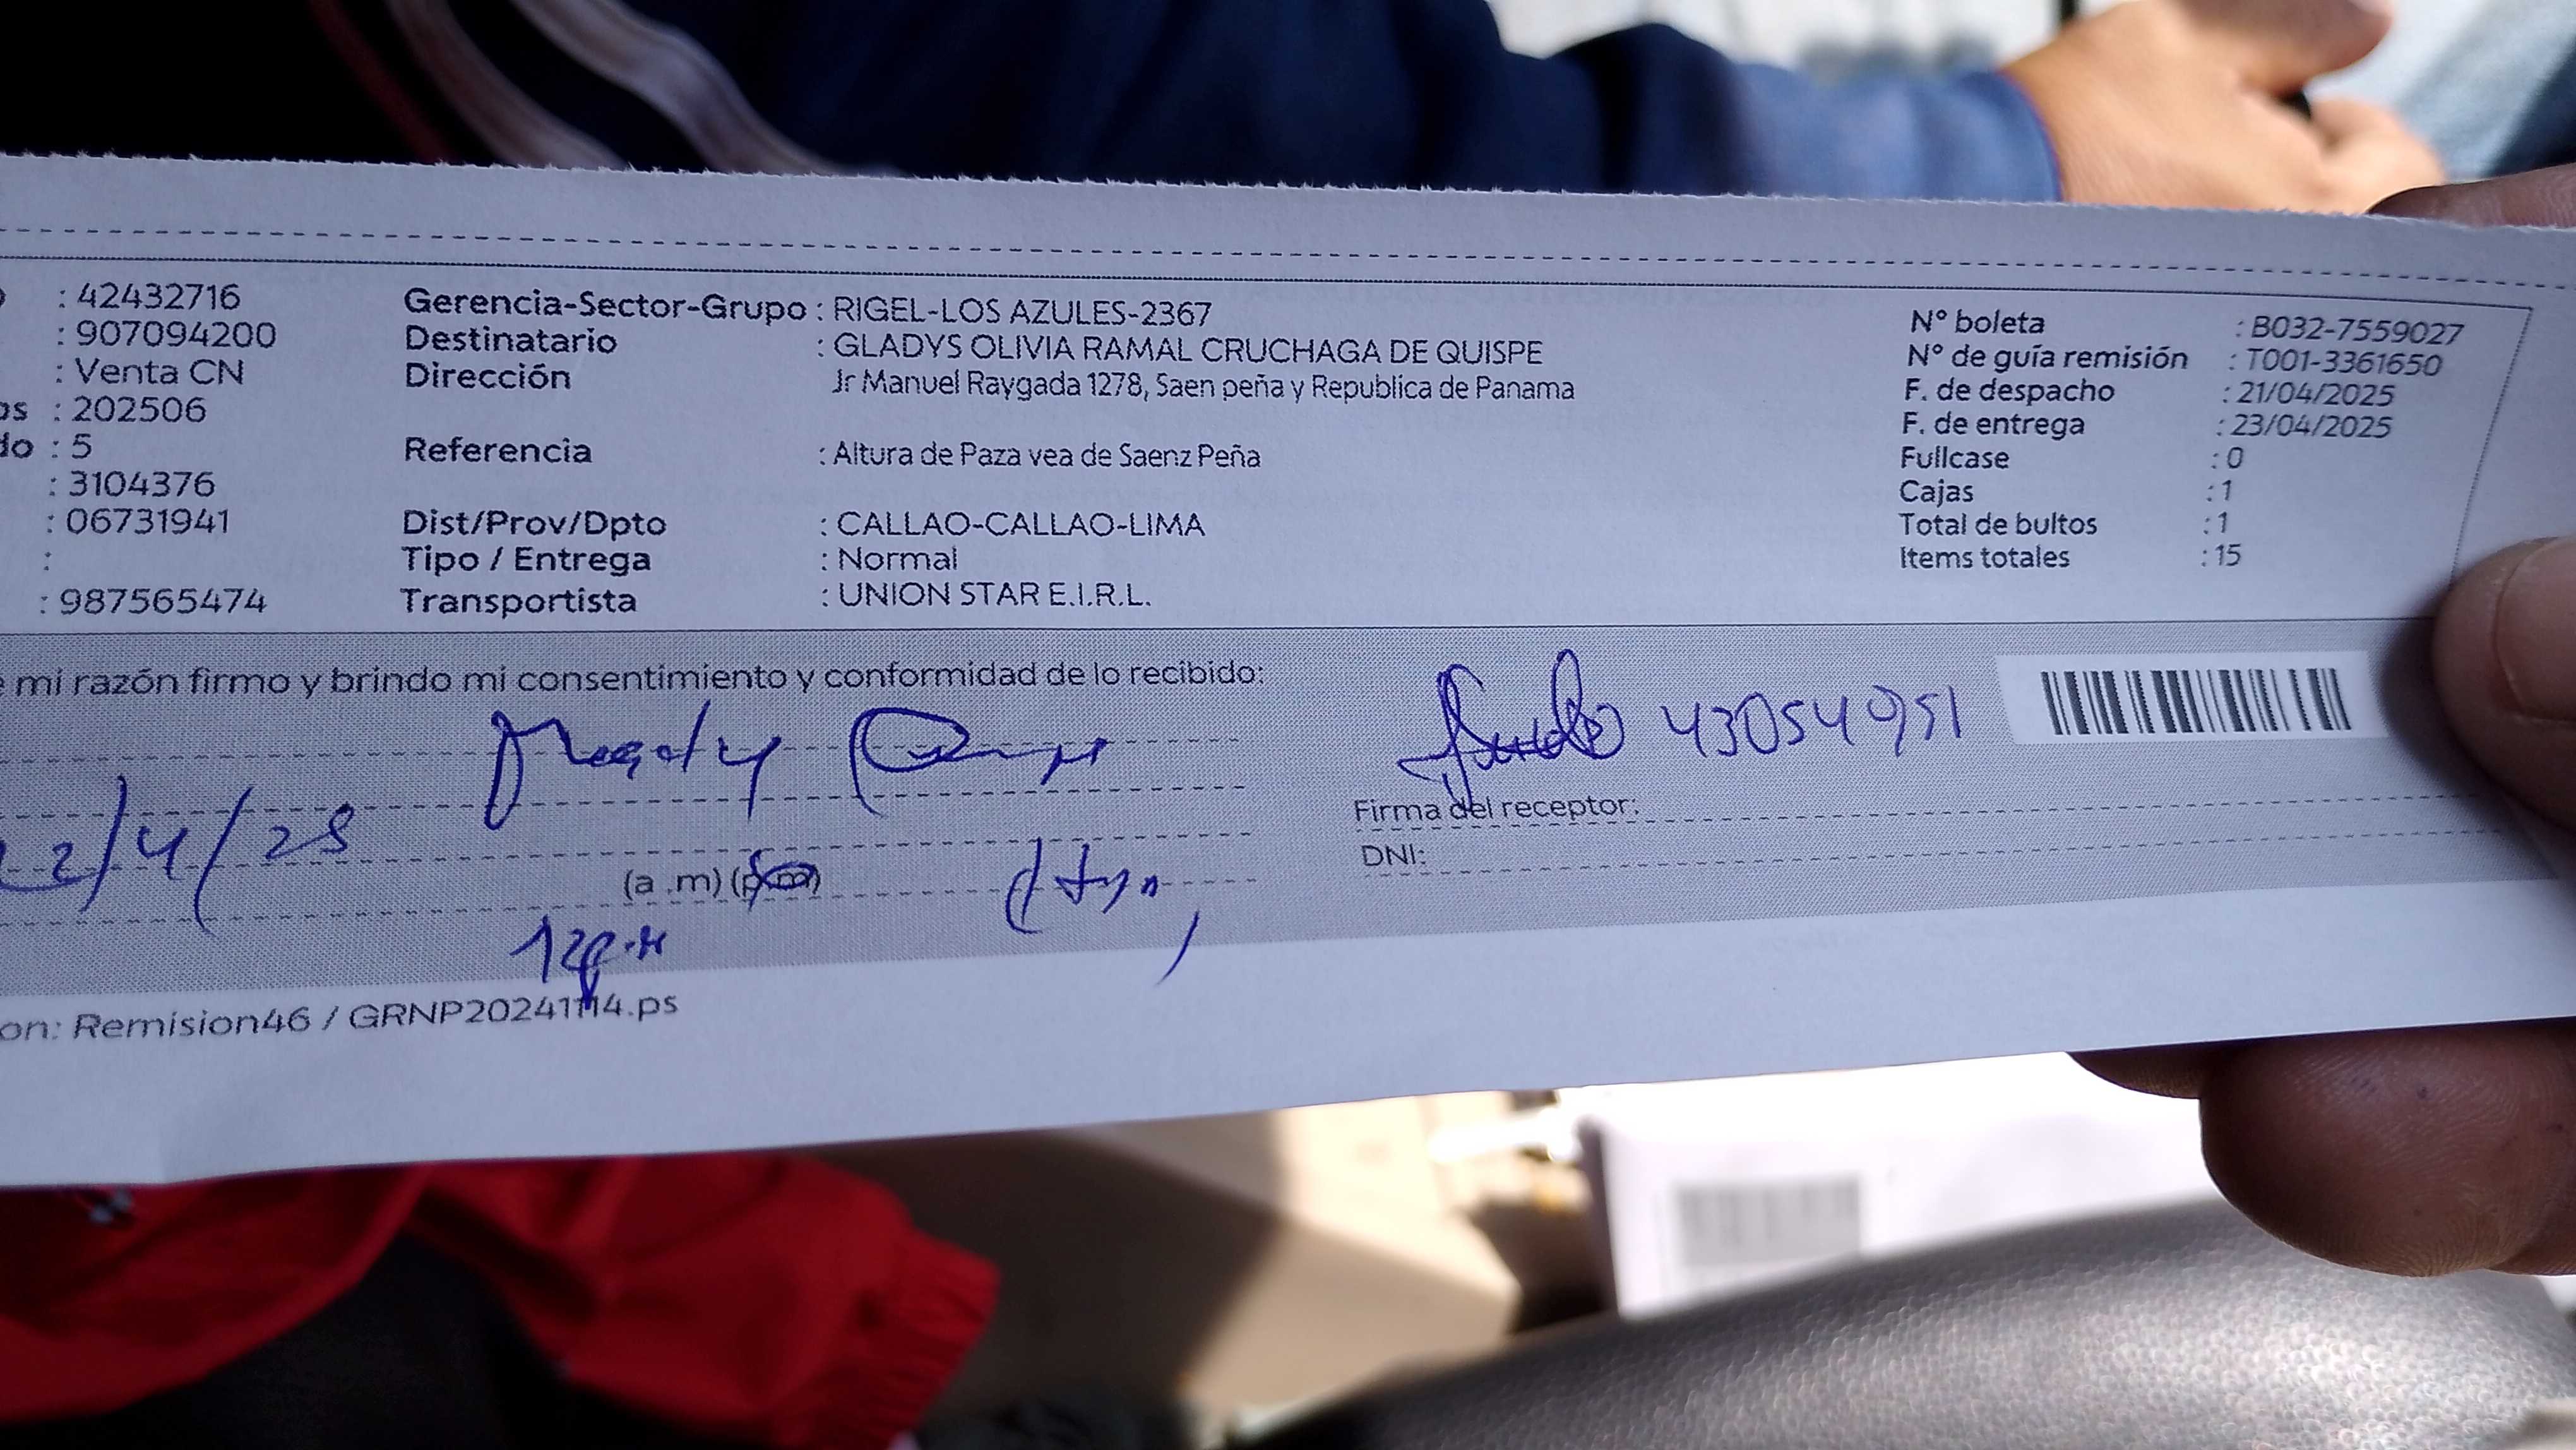 : 42432716 Gerencia-Sector-Grupo : RIGEL-LOS AZULES-2367 N° boleta : B032-7559027
: 907094200 Destinatario : GLADYS OLIVIA RAMAL CRUCHAGA DE QUISPE N° de guía remisión : T001-3361650
: Venta CN Dirección Jr Manuel Raygada 1278, Saen peña y Republica de Panama F. de despacho : 21/04/2025
os : 202506 F. de entrega : 23/04/2025
do : 5 Referencia : Altura de Paza vea de Saenz Peña Fullcase : 0
: 3104376 Cajas : 1
: 06731941 Dist/Prov/Dpto : CALLAO-CALLAO-LIMA Total de bultos : 1
: Tipo / Entrega : Normal Items totales : 15
: 987565474 Transportista : UNION STAR E.I.R.L.
mi razón firmo y brindo mi consentimiento y conformidad de lo recibido:
43054951
Firma del receptor:
2/4/25
DNI:
(a .m) (p.m)
12p.m
on: Remision46 / GRNP20241114.ps